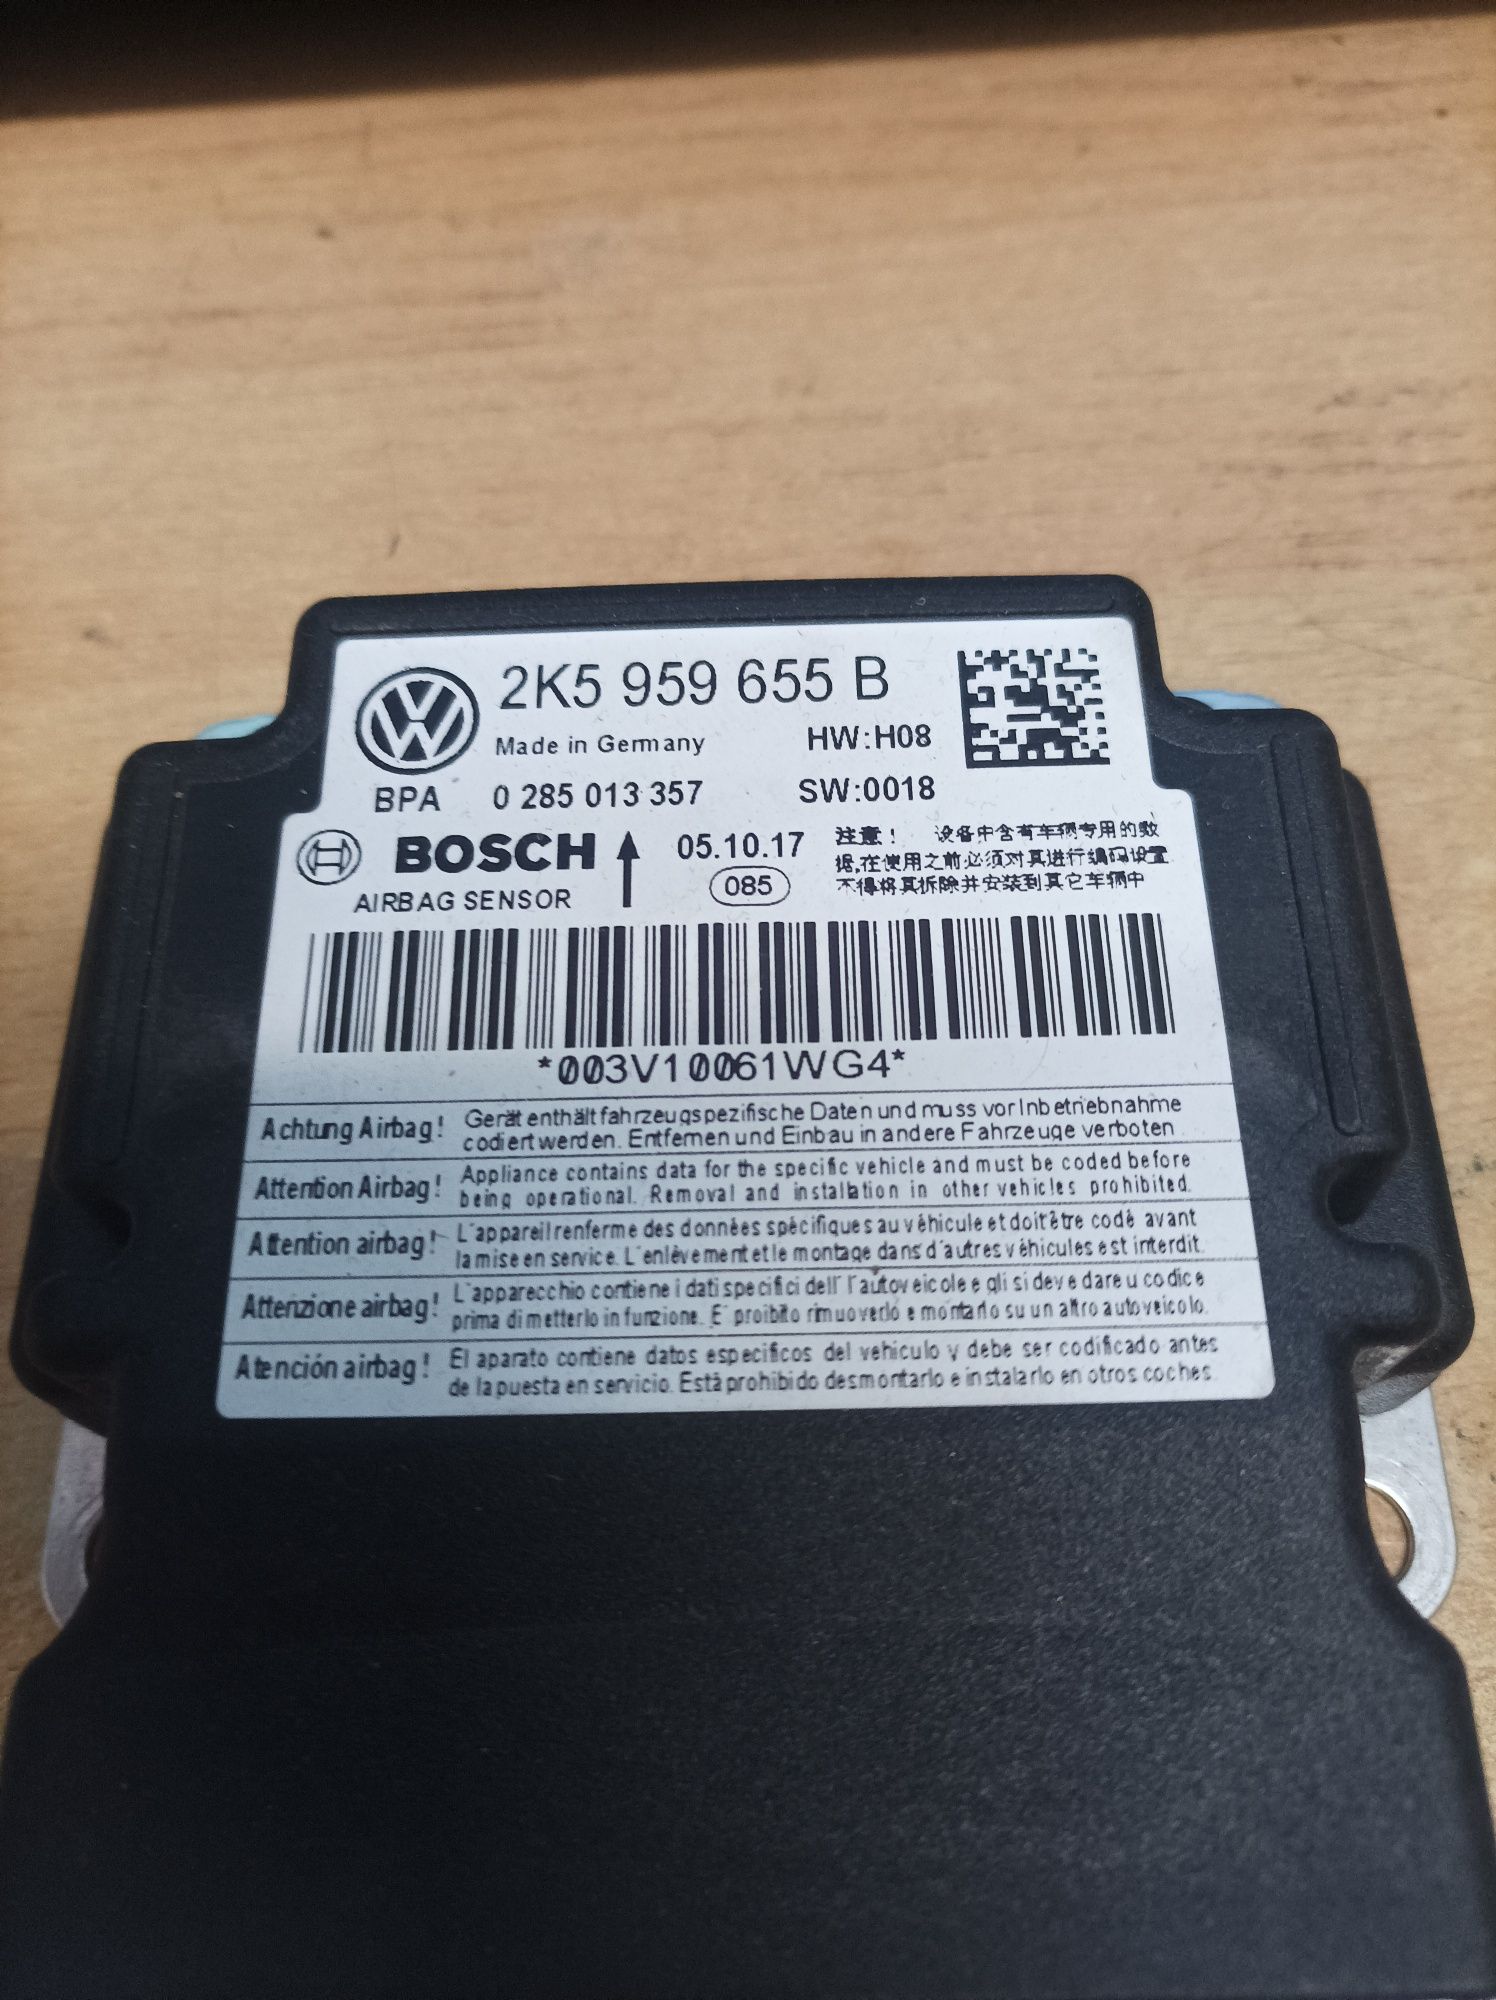 2K5 959 655 B
Made in Germany HW:H08
BPA 0 285 013 357 SW:0018
BOSCH 05.10.17
AIRBAG SENSOR 085
注意！ 设备中含有车辆专用的数
据,在使用之前必须对其进行编码设置
不得将其拆除并安装到其它车辆中
*003V10061WG4*
Achtung Airbag! Gerät enthält fahrzeugspezifische Daten und muss vor Inbetriebnahme
codiert werden. Entfernen und Einbau in andere Fahrzeuge verboten
Attention Airbag! Appliance contains data for the specific vehicle and must be coded before
being operational. Removal and installation in other vehicles prohibited.
Attention airbag! L'appareil renferme des données spécifiques au véhicule et doit être codé avant
la mise en service. L'enlèvement et le montage dans d'autres véhicules est interdit.
Attenzione airbag! L'apparecchio contiene i dati specifici dell' l'autoveicolo e gli si deve dare u codice
prima di metterlo in funzione. E' proibito rimuoverlo e montarlo su un altro autoveicolo.
Atención airbag! El aparato contiene datos especificos del vehículo y debe ser codificado antes
de la puesta en servicio. Está prohibido desmontarlo e instalarlo en otros coches.